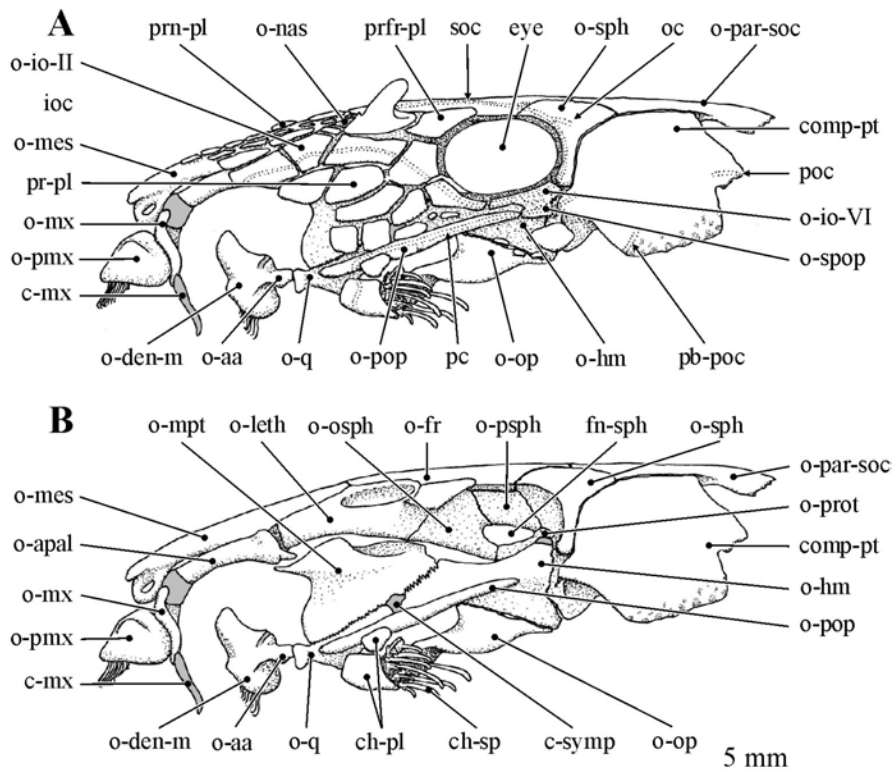 A
prn-pl
o-nas
prfr-pl
soc
eye
o-sph
oc
o-par-soc
o-io-II
ioc
o-mes
pr-pl
o-mx
o-pmx
c-mx
comp-pt
poc
o-io-VI
o-spop
o-den-m
o-aa
o-q
o-pop
pc
o-op
o-hm
pb-poc
B
o-mpt
o-leth
o-osph
o-fr
o-psph
fn-sph
o-sph
o-mes
o-apal
o-mx
o-pmx
c-mx
o-par-soc
o-prot
comp-pt
o-hm
o-pop
o-den-m
o-aa
o-q
ch-pl
ch-sp
c-symp
o-op
5 mm